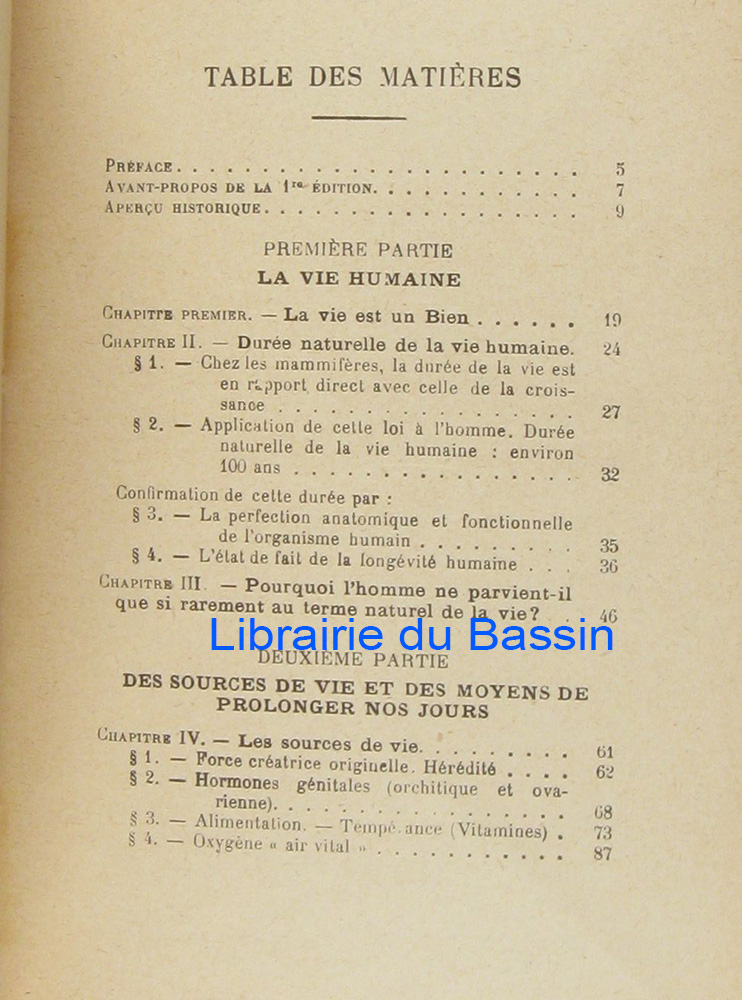 TABLE DES MATIÈRES
PRÉFACE. . . . . . . . . . . . . . . . . . . . . . . . 5
AVANT-PROPOS DE LA 1re ÉDITION. . . . . . . . . . . . . 7
APERÇU HISTORIQUE. . . . . . . . . . . . . . . . . . . 9
PREMIÈRE PARTIE
LA VIE HUMAINE
CHAPITRE PREMIER. — La vie est un Bien . . . . . . 19
CHAPITRE II. — Durée naturelle de la vie humaine. 24
§ 1. — Chez les mammifères, la durée de la vie est
en rapport direct avec celle de la crois-
sance . . . . . . . . . . . . . . . . . . 27
§ 2. — Application de cette loi à l'homme. Durée
naturelle de la vie humaine : environ
100 ans . . . . . . . . . . . . . . . . . 32
Confirmation de cette durée par :
§ 3. — La perfection anatomique et fonctionnelle
de l'organisme humain . . . . . . . . . . 35
§ 4. — L'état de fait de la longévité humaine . . . 36
CHAPITRE III. — Pourquoi l'homme ne parvient-il
que si rarement au terme naturel de la vie? . . 46
Librairie du Bassin
DEUXIÈME PARTIE
DES SOURCES DE VIE ET DES MOYENS DE
PROLONGER NOS JOURS
CHAPITRE IV. — Les sources de vie. . . . . . . . . . 61
§ 1. — Force créatrice originelle. Hérédité . . . . 62
§ 2. — Hormones génitales (orchitique et ova-
rienne). . . . . . . . . . . . . . . . . . 68
§ 3. — Alimentation. — Tempérance (Vitamines) . 73
§ 4. — Oxygène « air vital » . . . . . . . . . . . . 87